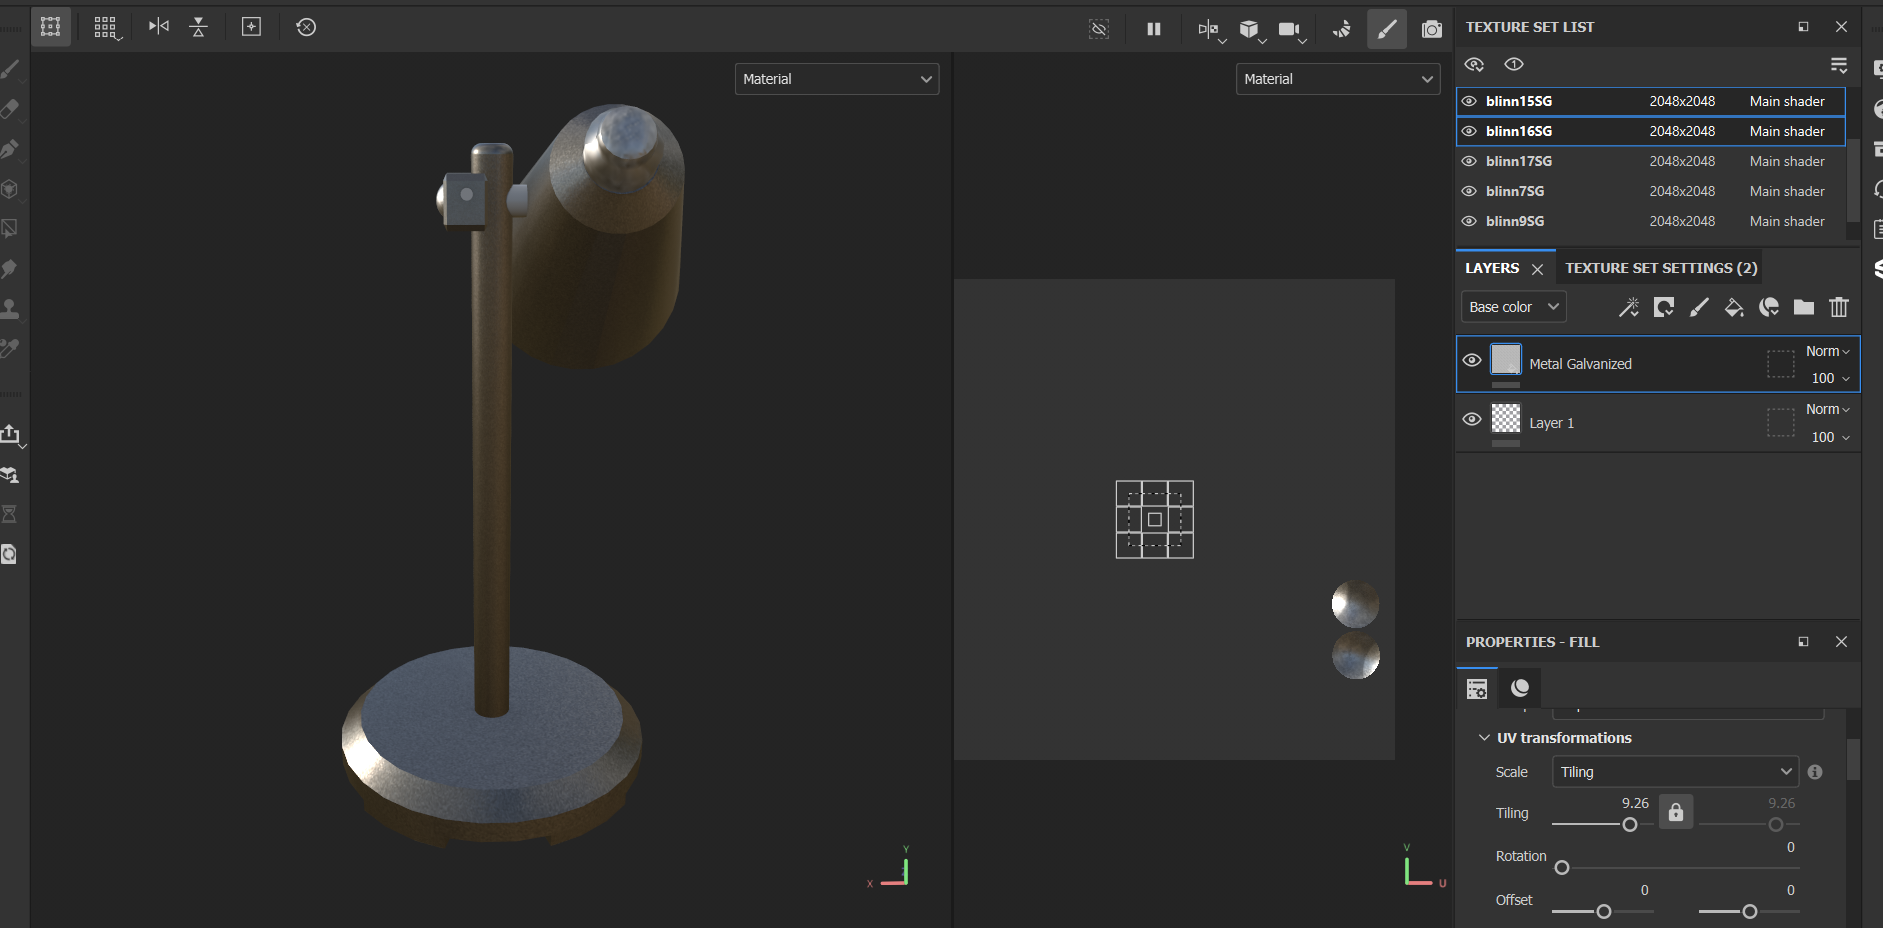 TEXTURE SET LIST
Material
Material
blinn15SG 2048x2048 Main shader
blinn16SG 2048x2048 Main shader
blinn17SG 2048x2048 Main shader
blinn7SG 2048x2048 Main shader
blinn9SG 2048x2048 Main shader
LAYERS TEXTURE SET SETTINGS (2)
Base color
Metal Galvanized Norm
100
Layer 1 Norm
100
PROPERTIES - FILL
UV transformations
Scale Tiling
Tiling 9.26 9.26
Rotation 0
Offset 0 0
Y
X
V
U